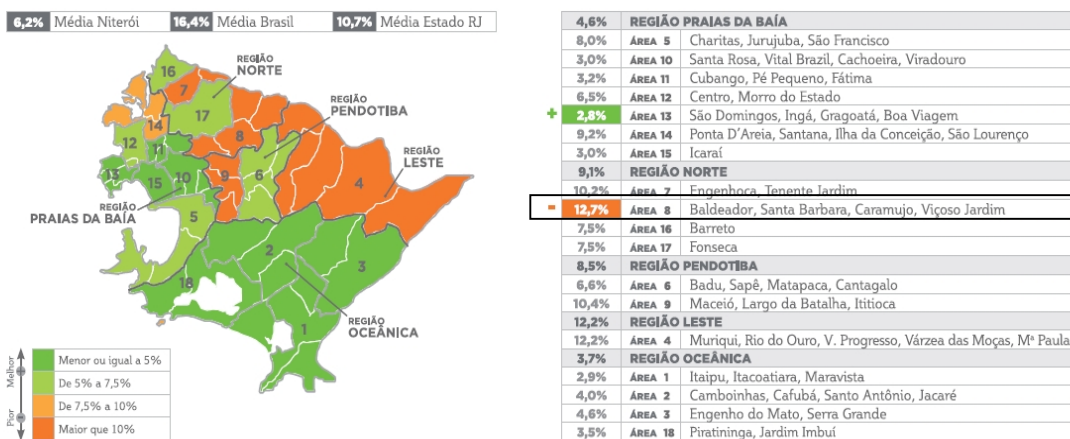 6,2% Média Niterói 16,4% Média Brasil 10,7% Média Estado RJ
16
REGIÃO
NORTE
7
17
REGIÃO
PENDOTIBA
14
8
12
11
REGIÃO
LESTE
13
15
10
9
6
4
REGIÃO
PRAIAS DA BAÍA
5
2
3
18
REGIÃO
OCEÂNICA
1
Melhor
Pior
Menor ou igual a 5%
De 5% a 7,5%
De 7,5% a 10%
Maior que 10%
4,6% REGIÃO PRAIAS DA BAÍA
8,0% ÁREA 5 Charitas, Jurujuba, São Francisco
3,0% ÁREA 10 Santa Rosa, Vital Brazil, Cachoeira, Viradouro
3,2% ÁREA 11 Cubango, Pé Pequeno, Fátima
6,5% ÁREA 12 Centro, Morro do Estado
+ 2,8% ÁREA 13 São Domingos, Ingá, Gragoatá, Boa Viagem
9,2% ÁREA 14 Ponta D'Areia, Santana, Ilha da Conceição, São Lourenço
3,0% ÁREA 15 Icaraí
9,1% REGIÃO NORTE
10,2% ÁREA 7 Engenhoca, Tenente Jardim
- 12,7% ÁREA 8 Baldeador, Santa Barbara, Caramujo, Viçoso Jardim
7,5% ÁREA 16 Barreto
7,5% ÁREA 17 Fonseca
8,5% REGIÃO PENDOTIBA
6,6% ÁREA 6 Badu, Sapê, Matapaca, Cantagalo
10,4% ÁREA 9 Maceió, Largo da Batalha, Ititioca
12,2% REGIÃO LESTE
12,2% ÁREA 4 Muriqui, Rio do Ouro, V. Progresso, Várzea das Moças, Mª Paula
3,7% REGIÃO OCEÂNICA
2,9% ÁREA 1 Itaipu, Itacoatiara, Maravista
4,0% ÁREA 2 Camboinhas, Cafubá, Santo Antônio, Jacaré
4,6% ÁREA 3 Engenho do Mato, Serra Grande
3,5% ÁREA 18 Piratininga, Jardim Imbuí